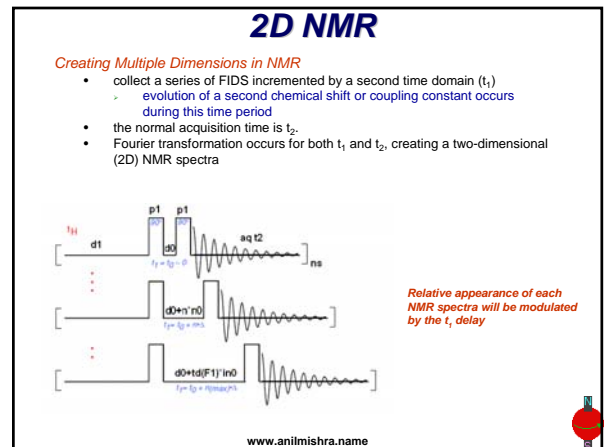 2D NMR
Creating Multiple Dimensions in NMR
• collect a series of FIDS incremented by a second time domain (t1)
evolution of a second chemical shift or coupling constant occurs
during this time period
• the normal acquisition time is t2.
• Fourier transformation occurs for both t1 and t2, creating a two-dimensional
(2D) NMR spectra
p1 p1
1H
d1 d0 aq t2
ns
d0+n*n0
d0+td(F1)*in0
Relative appearance of each
NMR spectra will be modulated
by the t1 delay
www.anilmishra.name